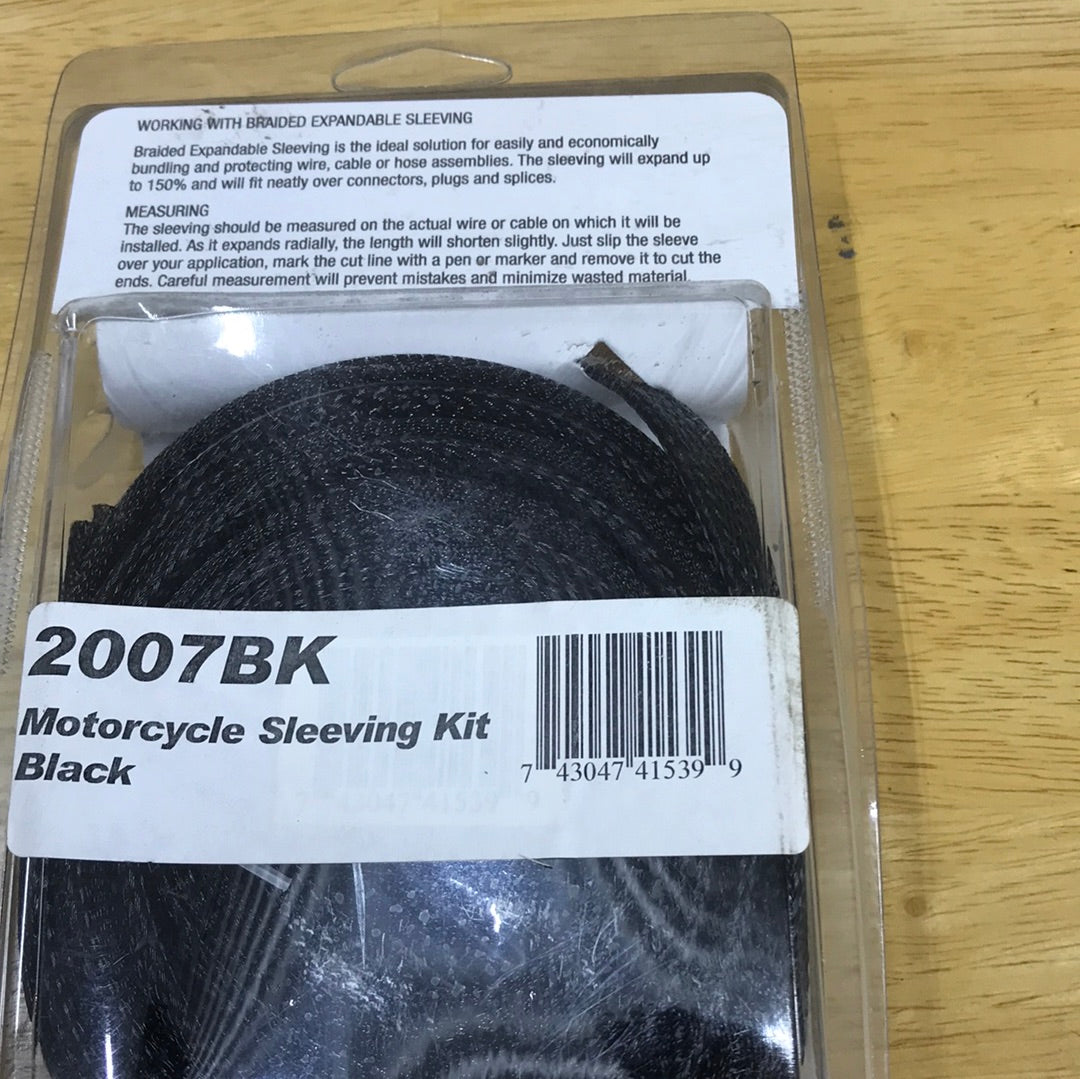 WORKING WITH BRAIDED EXPANDABLE SLEEVING
Braided Expandable Sleeving is the ideal solution for easily and economically
bundling and protecting wire, cable or hose assemblies. The sleeving will expand up
to 150% and will fit neatly over connectors, plugs and splices.
MEASURING
The sleeving should be measured on the actual wire or cable on which it will be
installed. As it expands radially, the length will shorten slightly. Just slip the sleeve
over your application, mark the cut line with a pen or marker and remove it to cut the
ends. Careful measurement will prevent mistakes and minimize wasted material.
2007BK
Motorcycle Sleeving Kit
Black
7 43047 41539 9